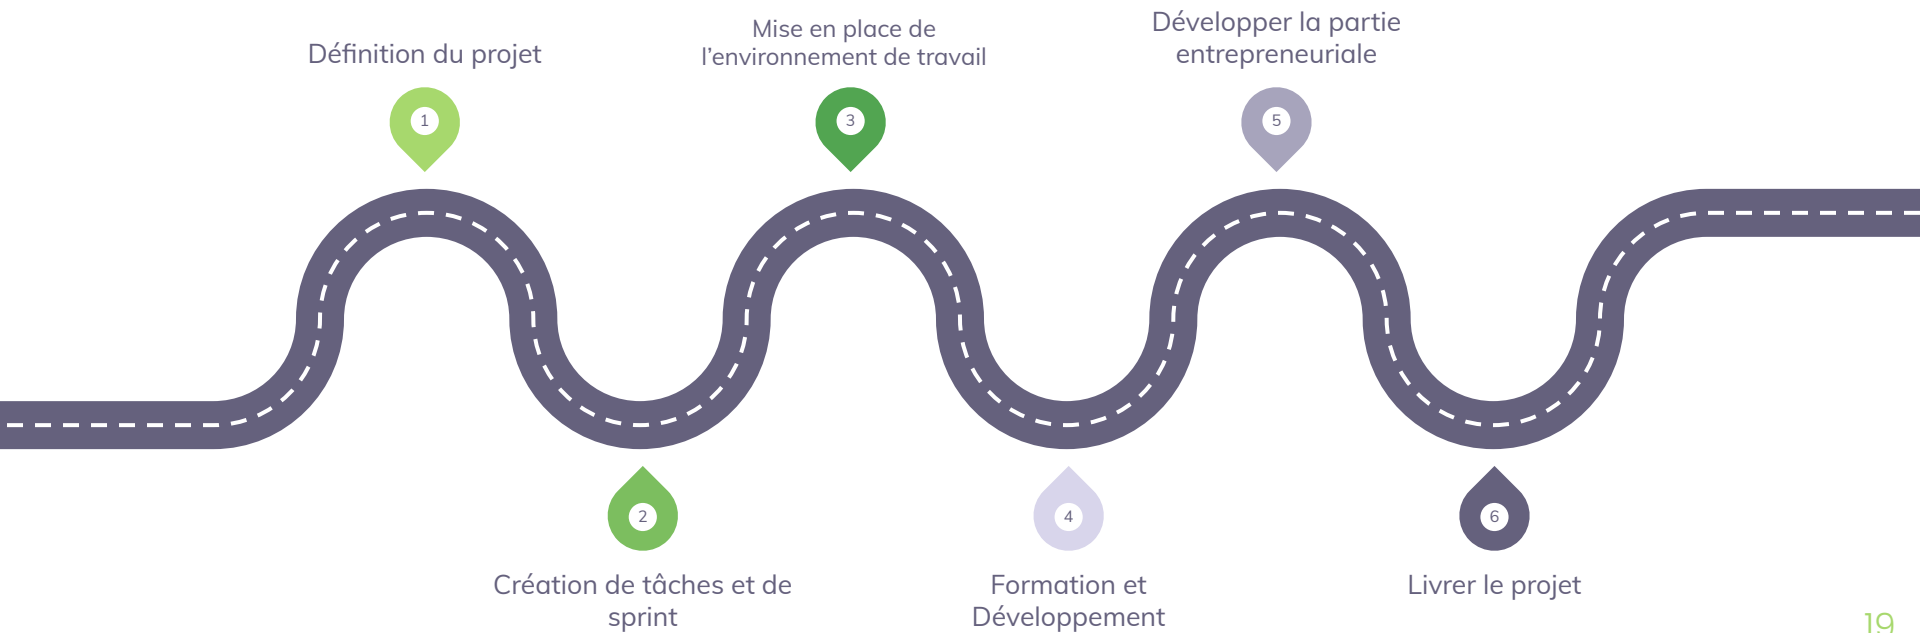 Définition du projet
1
Création de tâches et de
sprint
2
Mise en place de
l’environnement de travail
3
Formation et
Développement
4
Développer la partie
entrepreneuriale
5
Livrer le projet
6
19